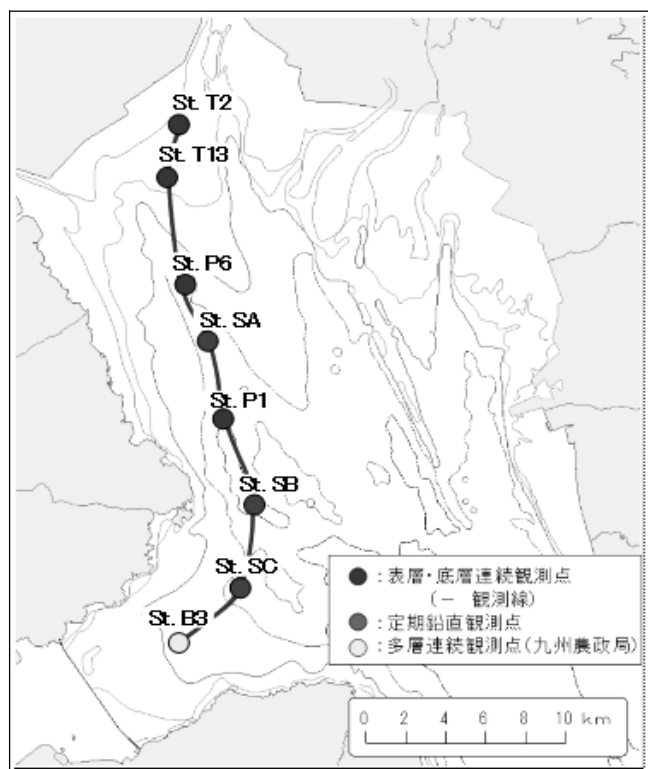 St. T2
St. T13
St. P6
St. SA
St. P1
St. SB
St. SC
St. B3
：表層・底層連続観測点
(－ 観測線)
：定期鉛直観測点
：多層連続観測点(九州農政局)
0 2 4 6 8 10 km